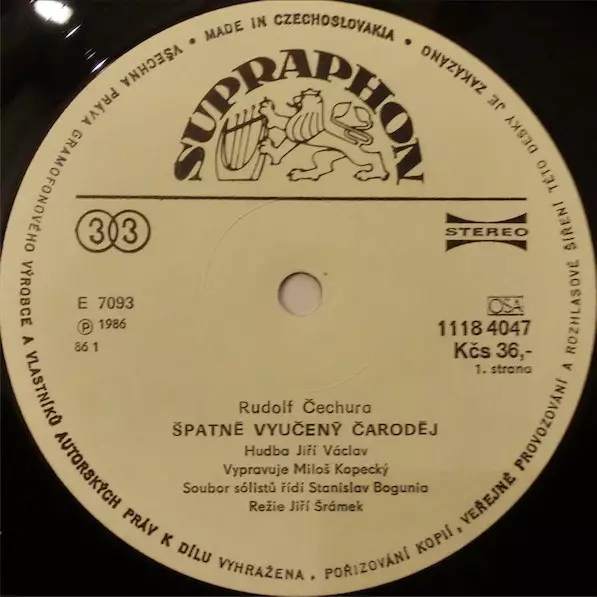 MADE IN CZECHOSLOVAKIA • VŠECHNA PRÁVA GRAMOFONOVÉHO VÝROBCE A VLASTNÍKŮ AUTORSKÝCH PRÁV K DÍLU VYHRAŽENA. POŘIZOVÁNÍ KOPIÍ, VEŘEJNÉ PROVOZOVÁNÍ A ROZHLASOVÉ ŠÍŘENÍ TÉTO DESKY JE ZAKÁZÁNO •
SUPRAPHON
33
STEREO
E 7093
Ⓟ 1986
86 1
OSA
1118 4047
Kčs 36,-
1. strana
Rudolf Čechura
ŠPATNĚ VYUČENÝ ČARODĚJ
Hudba Jiří Václav
Vypravuje Miloš Kopecký
Soubor sólistů řídí Stanislav Bogunia
Režie Jiří Šrámek